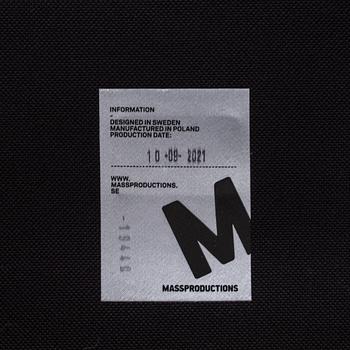 INFORMATION
-
DESIGNED IN SWEDEN
MANUFACTURED IN POLAND
PRODUCTION DATE:
10 -09- 2021
WWW.
MASSPRODUCTIONS.
SE
M
MASSPRODUCTIONS